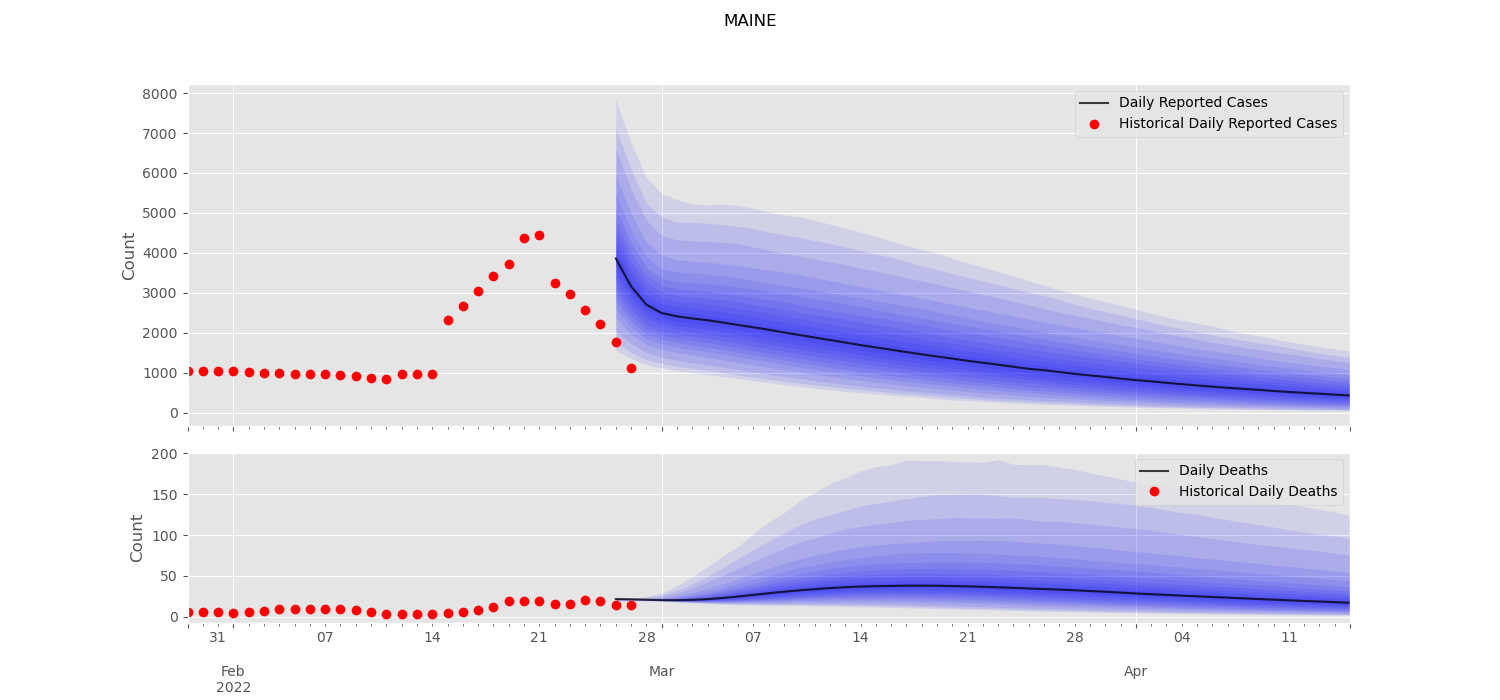 MAINE
8000
7000
6000
5000
4000
3000
2000
1000
0
Count
Daily Reported Cases
Historical Daily Reported Cases
200
150
100
50
0
Count
Daily Deaths
Historical Daily Deaths
31 07 14 21 28 07 14 21 28 04 11
Feb Mar Apr
2022